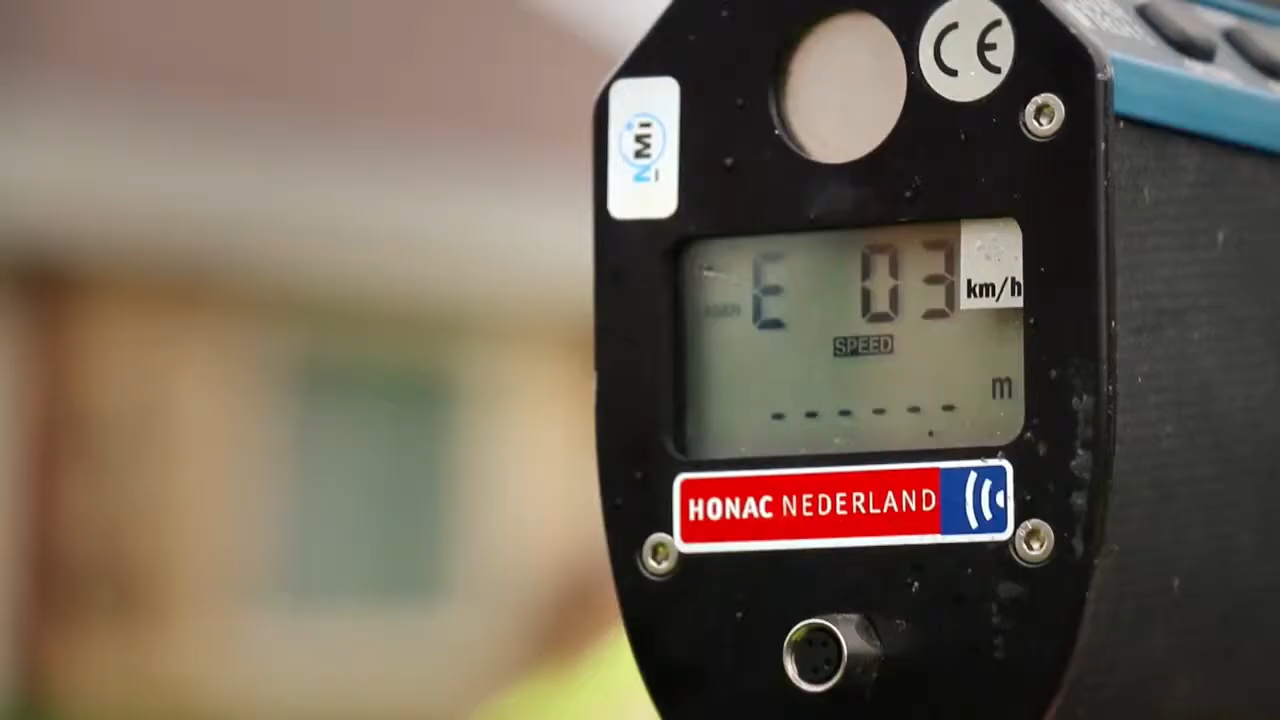 CE
NMi
E 03
km/h
SPEED
m
------
HONAC NEDERLAND